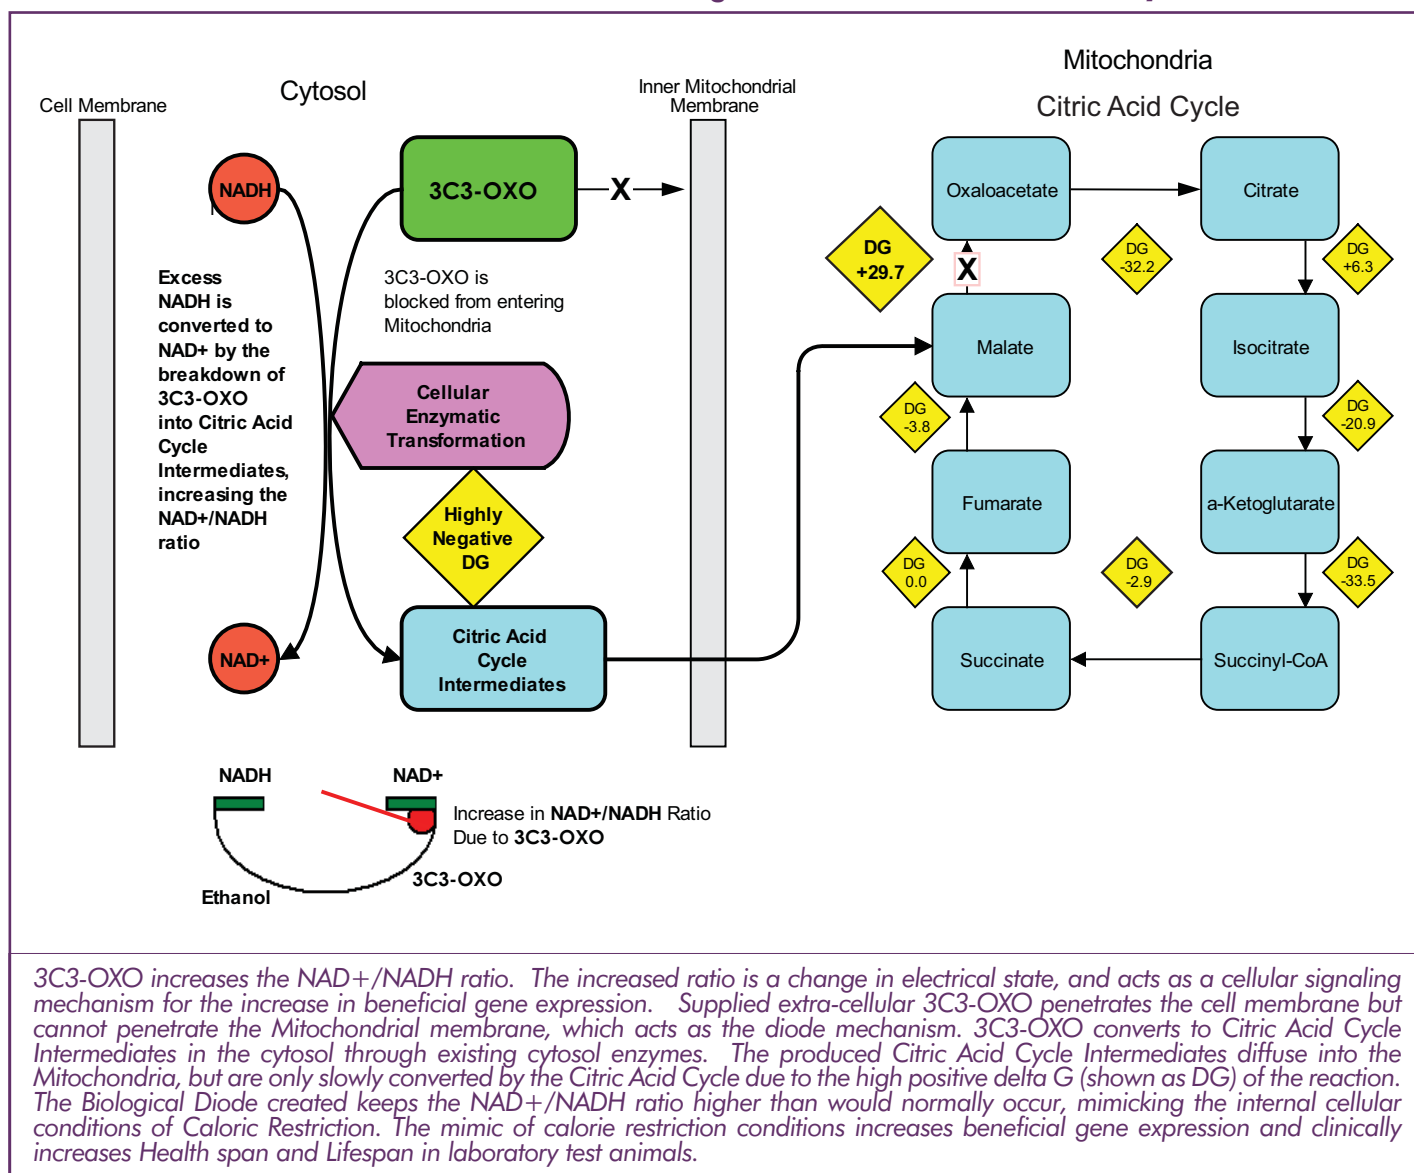 Cell Membrane
Cytosol
Inner Mitochondrial
Membrane
Mitochondria
Citric Acid Cycle
NADH
3C3-OXO
X
Oxaloacetate
Citrate
DG
+29.7
X
DG
-32.2
DG
+6.3
Excess
NADH is
converted to
NAD+ by the
breakdown of
3C3-OXO
into Citric Acid
Cycle
Intermediates,
increasing the
NAD+/NADH
ratio
3C3-OXO is
blocked from entering
Mitochondria
Malate
Isocitrate
Cellular
Enzymatic
Transformation
DG
-3.8
DG
-20.9
Highly
Negative
DG
Fumarate
a-Ketoglutarate
DG
0.0
DG
-2.9
DG
-33.5
NAD+
Citric Acid
Cycle
Intermediates
Succinate
Succinyl-CoA
NADH
NAD+
Increase in NAD+/NADH Ratio
Due to 3C3-OXO
3C3-OXO
Ethanol
3C3-OXO increases the NAD+/NADH ratio. The increased ratio is a change in electrical state, and acts as a cellular signaling
mechanism for the increase in beneficial gene expression. Supplied extra-cellular 3C3-OXO penetrates the cell membrane but
cannot penetrate the Mitochondrial membrane, which acts as the diode mechanism. 3C3-OXO converts to Citric Acid Cycle
Intermediates in the cytosol through existing cytosol enzymes. The produced Citric Acid Cycle Intermediates diffuse into the
Mitochondria, but are only slowly converted by the Citric Acid Cycle due to the high positive delta G (shown as DG) of the reaction.
The Biological Diode created keeps the NAD+/NADH ratio higher than would normally occur, mimicking the internal cellular
conditions of Caloric Restriction. The mimic of calorie restriction conditions increases beneficial gene expression and clinically
increases Health span and Lifespan in laboratory test animals.